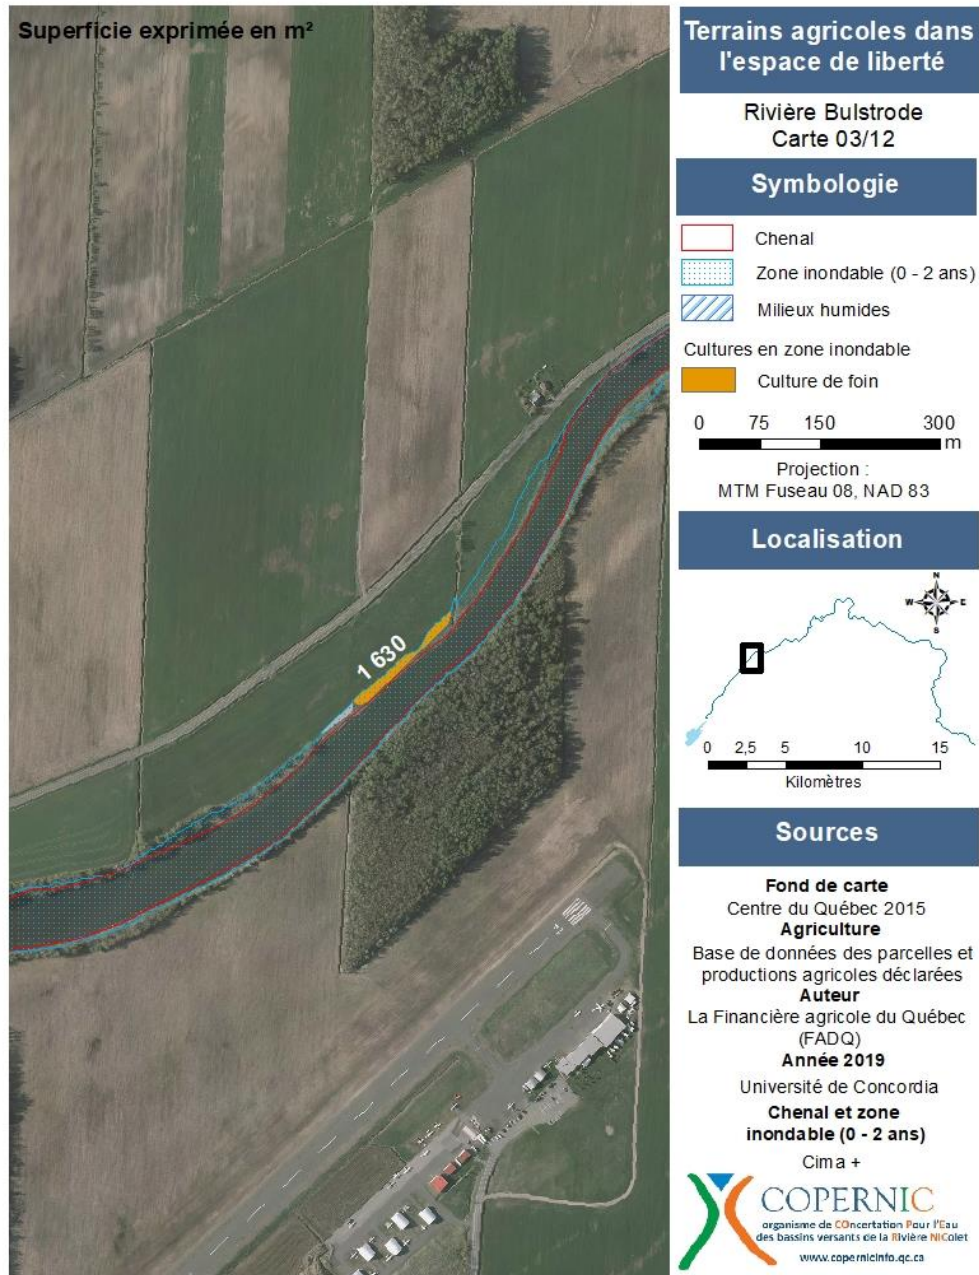 Superficie exprimée en m²
1 630
Terrains agricoles dans
l'espace de liberté
Rivière Bulstrode
Carte 03/12
Symbologie
Chenal
Zone inondable (0 - 2 ans)
Milieux humides
Cultures en zone inondable
Culture de foin
0 75 150 300
m
Projection :
MTM Fuseau 08, NAD 83
Localisation
N
W E
S
0 2,5 5 10 15
Kilomètres
Sources
Fond de carte
Centre du Québec 2015
Agriculture
Base de données des parcelles et
productions agricoles déclarées
Auteur
La Financière agricole du Québec
(FADQ)
Année 2019
Université de Concordia
Chenal et zone
inondable (0 - 2 ans)
Cima +
COPERNIC
organisme de COncertation Pour l'Eau
des bassins versants de la Rivière NIColet
www.copernicinfo.qc.ca